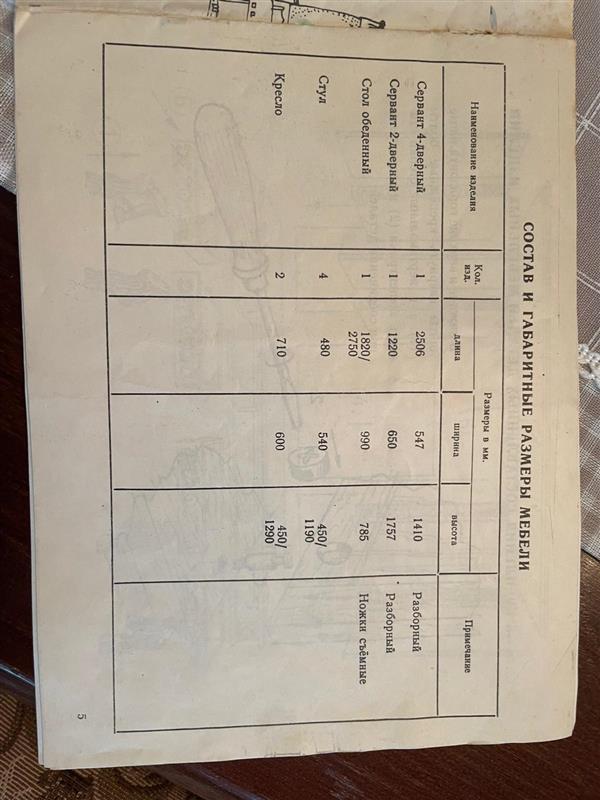 СОСТАВ И ГАБАРИТНЫЕ РАЗМЕРЫ МЕБЕЛИ
Наименование изделия Кол. изд. Размеры в мм. Примечание
длина ширина высота
Сервант 4-дверный 1 2506 547 1410 Разборный
Сервант 2-дверный 1 1220 650 1757 Разборный
Стол обеденный 1 1820/ 2750 990 785 Ножки съёмные
Стул 4 480 540 450/ 1190
Кресло 2 710 600 450/ 1290
5